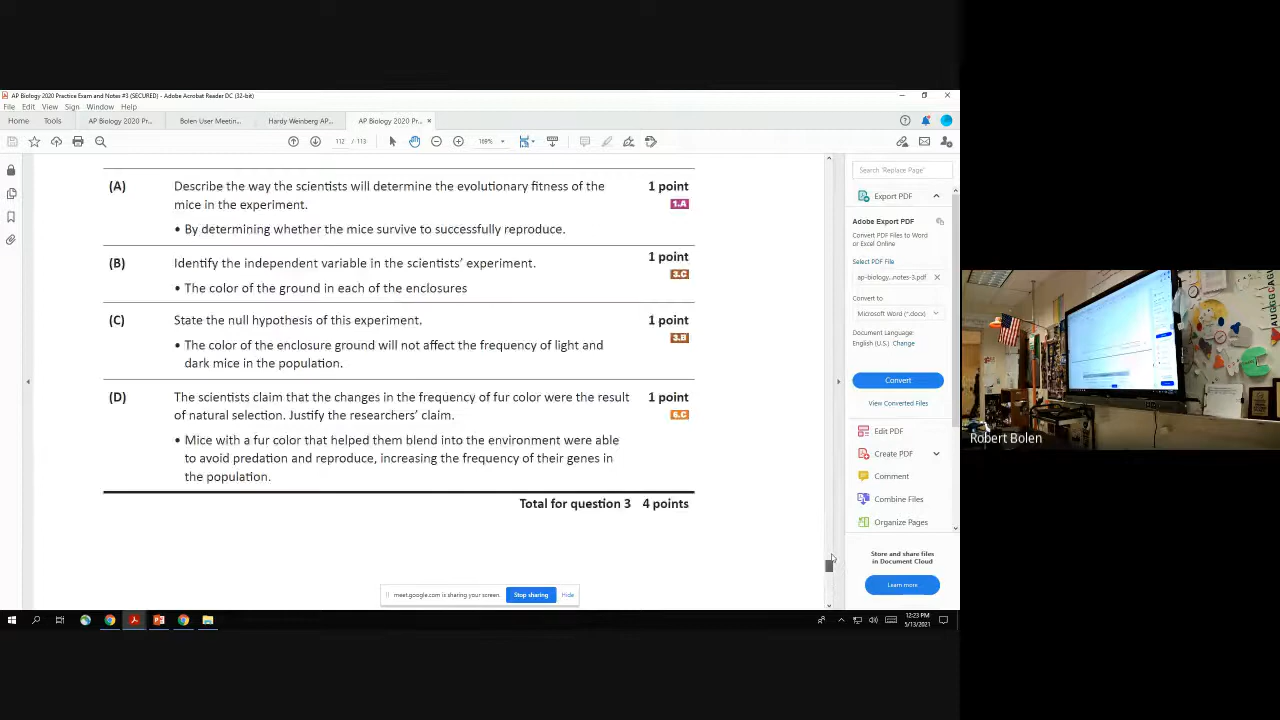 AP Biology 2020 Practice Exam and Notes #3 (SECURED) - Adobe Acrobat Reader DC (32-bit)
File Edit View Sign Window Help
Home Tools AP Biology 2020 Pr... Bolen User Meetin... Hardy Weinberg AP... AP Biology 2020 Pr... ×
112 / 113 169%
(A) Describe the way the scientists will determine the evolutionary fitness of the 1 point
mice in the experiment. 1.A
• By determining whether the mice survive to successfully reproduce.
(B) Identify the independent variable in the scientists' experiment. 1 point
3.C
• The color of the ground in each of the enclosures
(C) State the null hypothesis of this experiment. 1 point
3.B
• The color of the enclosure ground will not affect the frequency of light and
dark mice in the population.
(D) The scientists claim that the changes in the frequency of fur color were the result 1 point
of natural selection. Justify the researchers' claim. 6.C
• Mice with a fur color that helped them blend into the environment were able
to avoid predation and reproduce, increasing the frequency of their genes in
the population.
Total for question 3 4 points
Search 'Replace Page'
Export PDF
Adobe Export PDF
Convert PDF Files to Word
or Excel Online
Select PDF File
ap-biology...notes-3.pdf ×
Convert to
Microsoft Word (*.docx)
Document Language:
English (U.S.) Change
Convert
View Converted Files
Edit PDF
Create PDF
Comment
Combine Files
Organize Pages
Store and share files
in Document Cloud
Learn more
meet.google.com is sharing your screen. Stop sharing Hide
12:23 PM
5/13/2021
Robert Bolen